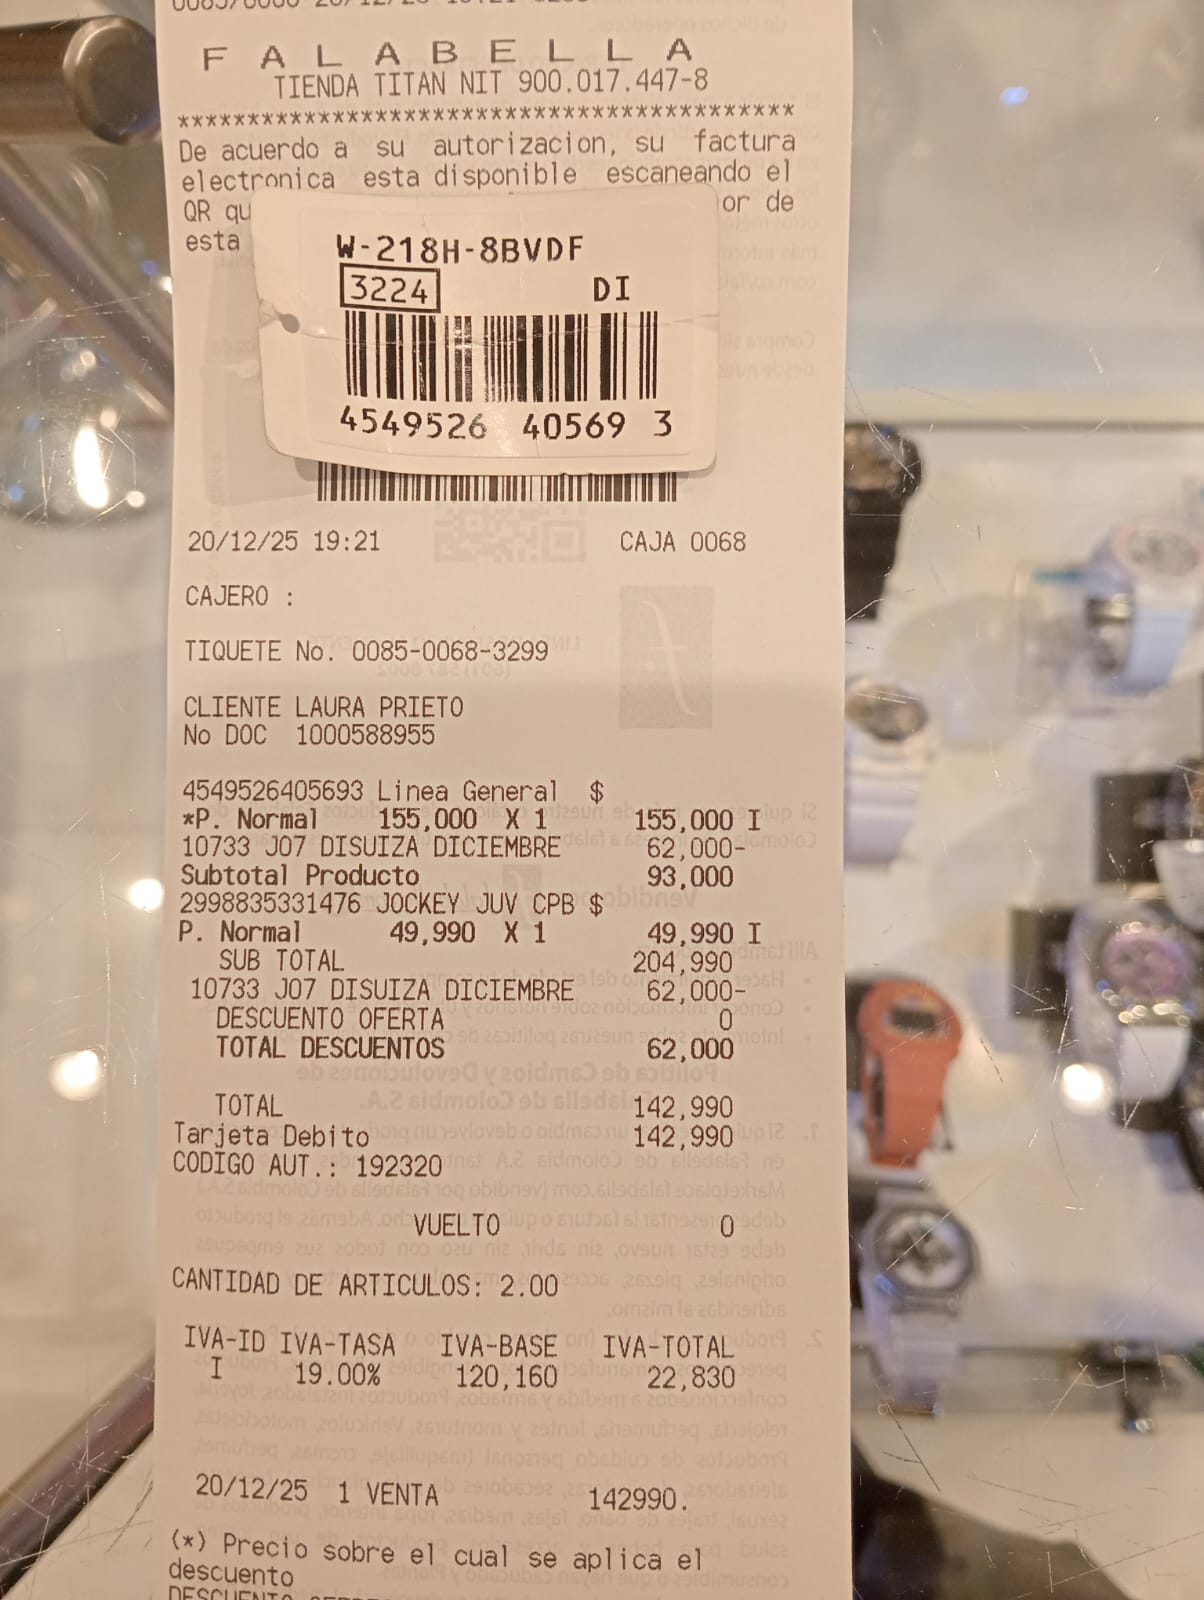 F A L A B E L L A
TIENDA TITAN NIT 900.017.447-8
********************************************
De acuerdo a su autorizacion, su factura
electronica esta disponible escaneando el
QR or de
esta
W-218H-8BVDF
3224 DI
4549526 40569 3
20/12/25 19:21 CAJA 0068
CAJERO :
TIQUETE No. 0085-0068-3299
CLIENTE LAURA PRIETO
No DOC 1000588955
4549526405693 Linea General $
*P. Normal 155,000 X 1 155,000 I
10733 J07 DISUIZA DICIEMBRE 62,000-
Subtotal Producto 93,000
2998835331476 JOCKEY JUV CPB $
P. Normal 49,990 X 1 49,990 I
SUB TOTAL 204,990
10733 J07 DISUIZA DICIEMBRE 62,000-
DESCUENTO OFERTA 0
TOTAL DESCUENTOS 62,000
TOTAL 142,990
Tarjeta Debito 142,990
CODIGO AUT.: 192320
VUELTO 0
CANTIDAD DE ARTICULOS: 2.00
IVA-ID IVA-TASA IVA-BASE IVA-TOTAL
I 19.00% 120,160 22,830
20/12/25 1 VENTA 142990.
(*) Precio sobre el cual se aplica el
descuento